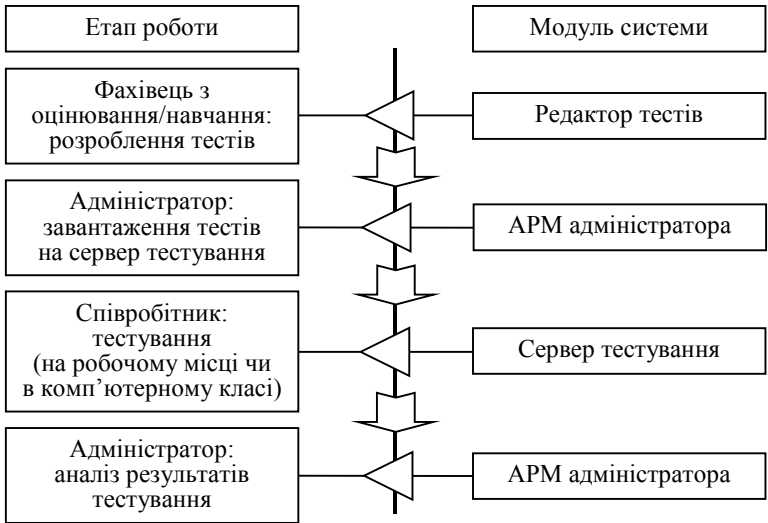 Етап роботи
Модуль системи
Фахівець з
оцінювання/навчання:
розроблення тестів
Редактор тестів
Адміністратор:
завантаження тестів
на сервер тестування
АРМ адміністратора
Співробітник:
тестування
(на робочому місці чи
в комп’ютерному класі)
Сервер тестування
Адміністратор:
аналіз результатів
тестування
АРМ адміністратора